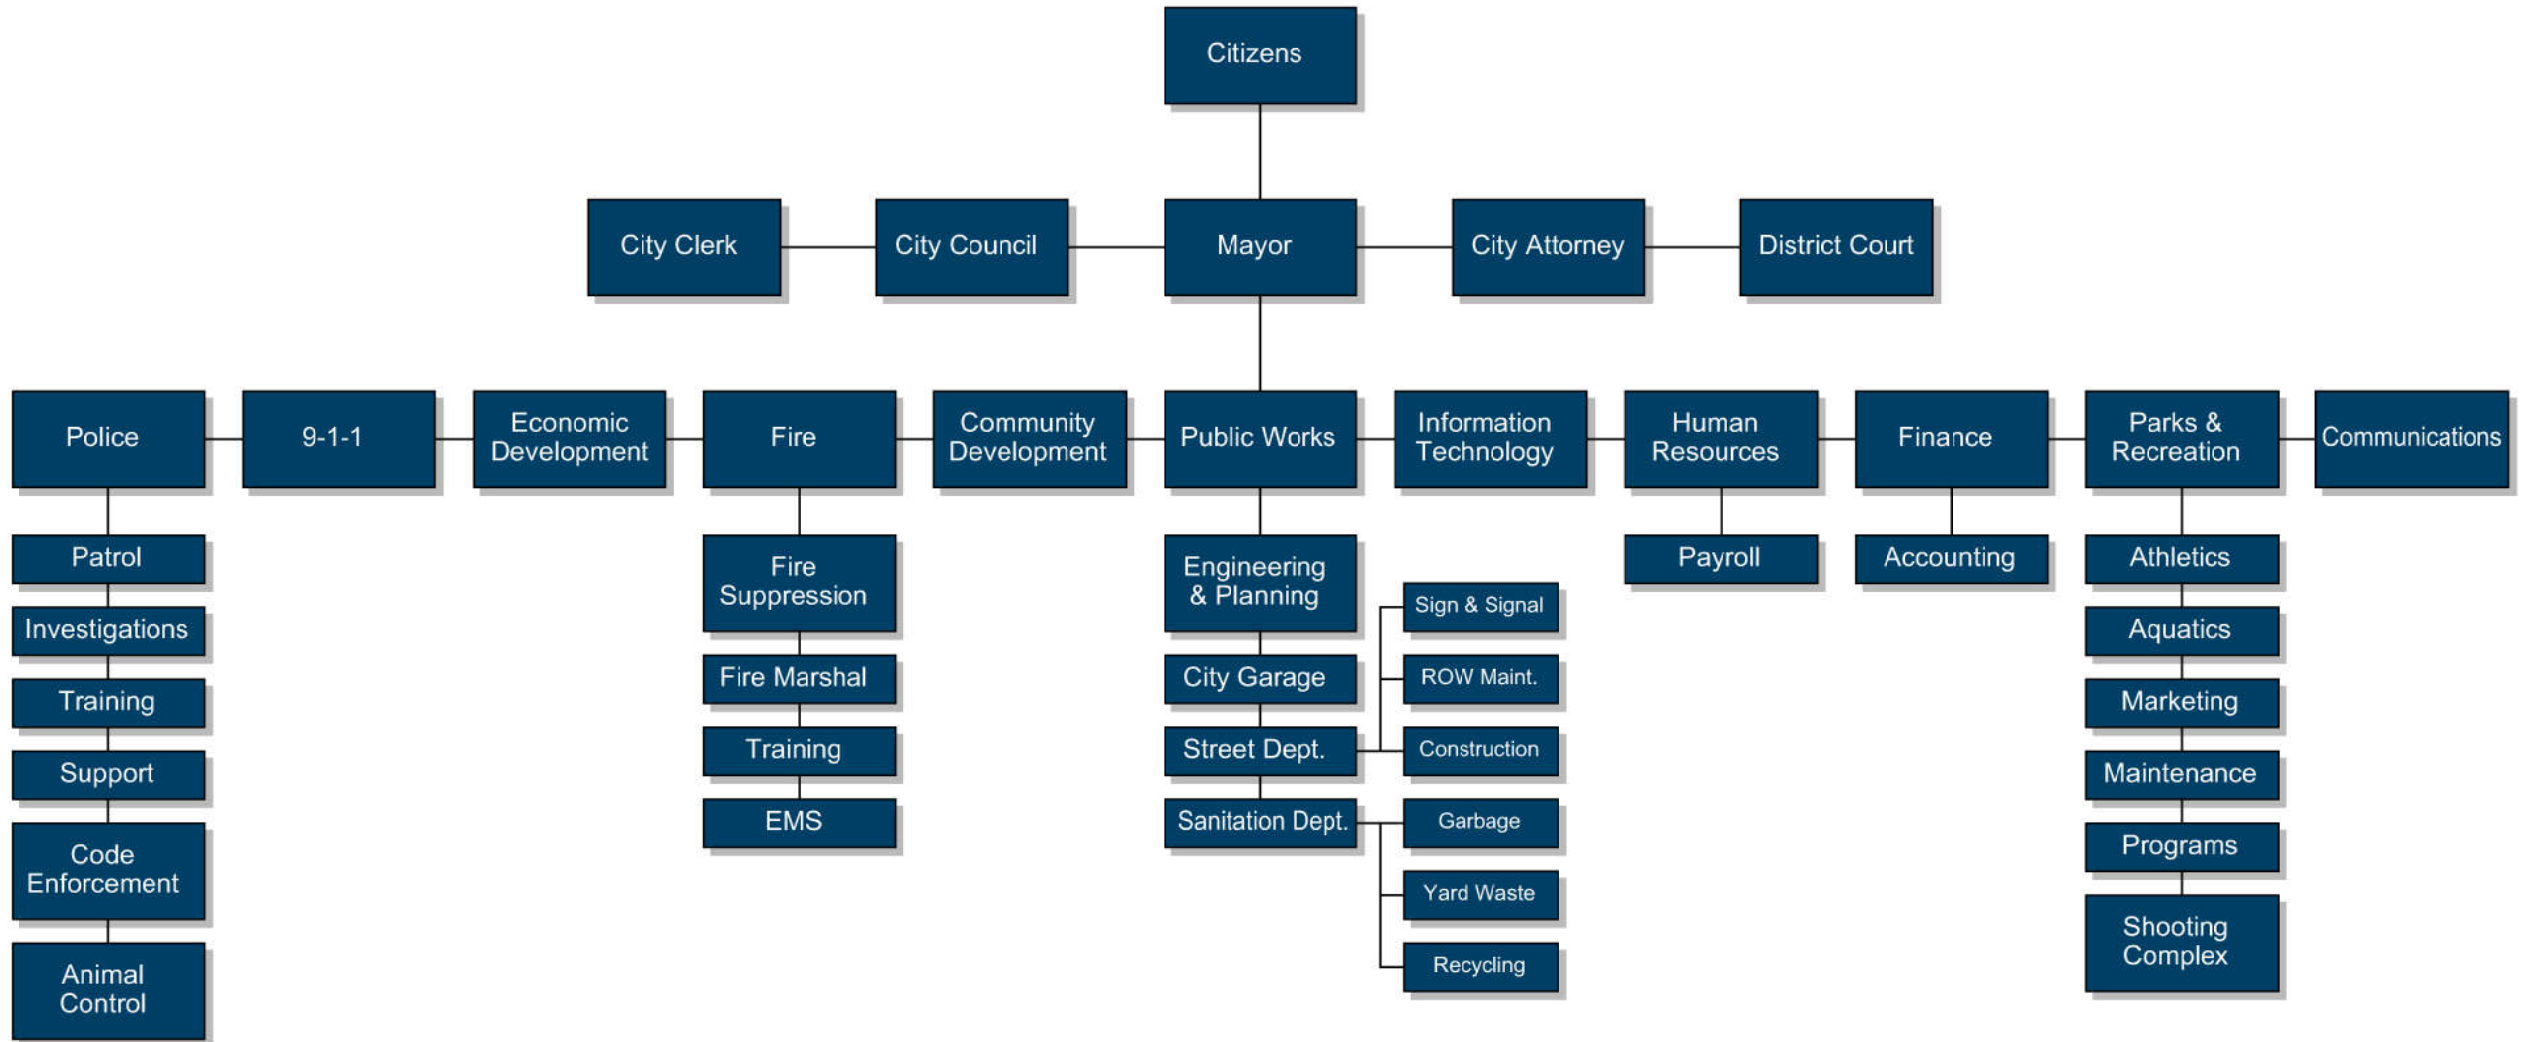 Citizens
City Clerk
City Council
Mayor
City Attorney
District Court
Police
9-1-1
Economic
Development
Fire
Community
Development
Public Works
Information
Technology
Human
Resources
Finance
Parks &
Recreation
Communications
Patrol
Investigations
Training
Support
Code
Enforcement
Animal
Control
Fire
Suppression
Fire Marshal
Training
EMS
Engineering
& Planning
City Garage
Street Dept.
Sanitation Dept.
Sign & Signal
ROW Maint.
Construction
Garbage
Yard Waste
Recycling
Payroll
Accounting
Athletics
Aquatics
Marketing
Maintenance
Programs
Shooting
Complex